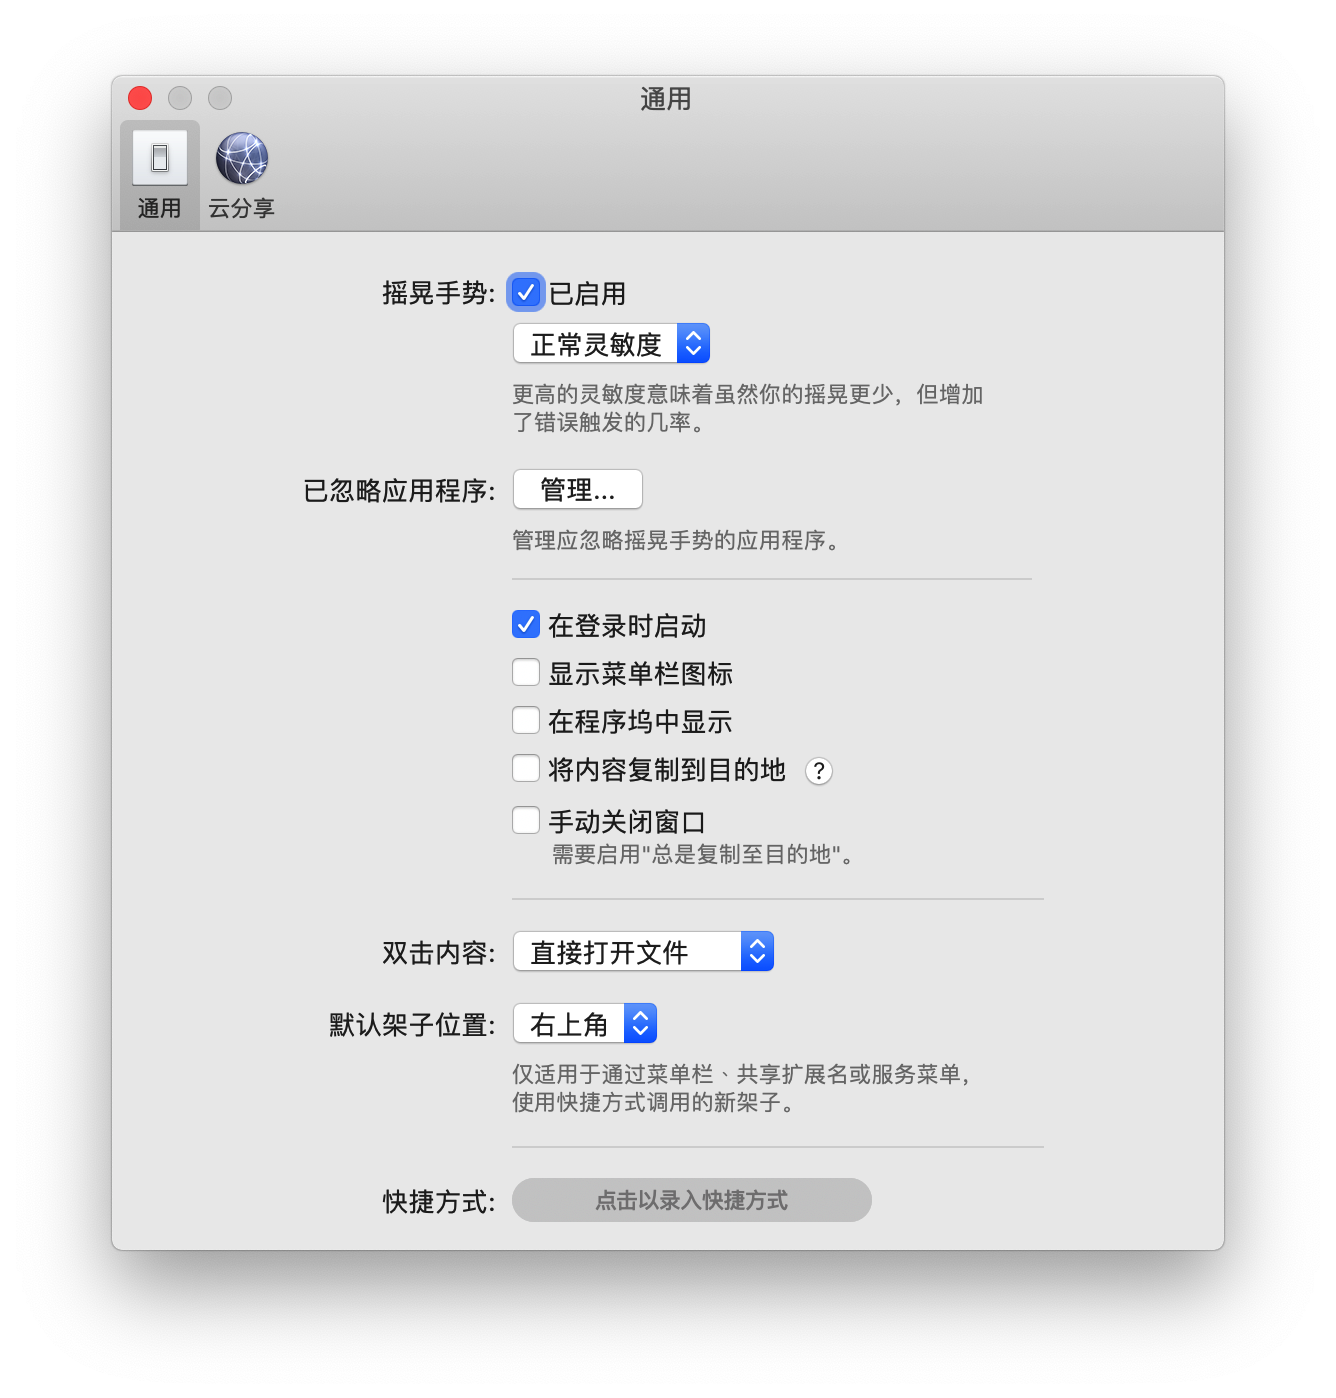 通用
通用 云分享
摇晃手势: 已启用
正常灵敏度
更高的灵敏度意味着虽然你的摇晃更少，但增加
了错误触发的几率。
已忽略应用程序: 管理...
管理应忽略摇晃手势的应用程序。
在登录时启动
显示菜单栏图标
在程序坞中显示
将内容复制到目的地 ?
手动关闭窗口
需要启用"总是复制至目的地"。
双击内容: 直接打开文件
默认架子位置: 右上角
仅适用于通过菜单栏、共享扩展名或服务菜单，
使用快捷方式调用的新架子。
快捷方式: 点击以录入快捷方式